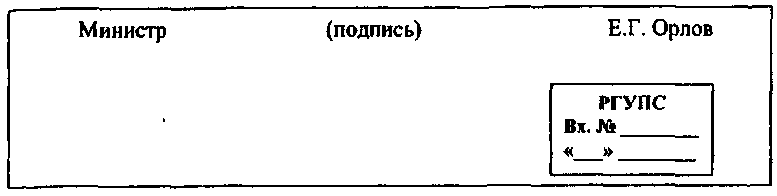 Министр (подпись) Е.Г. Орлов
РГУПС
Вх. № ________
«___» ________